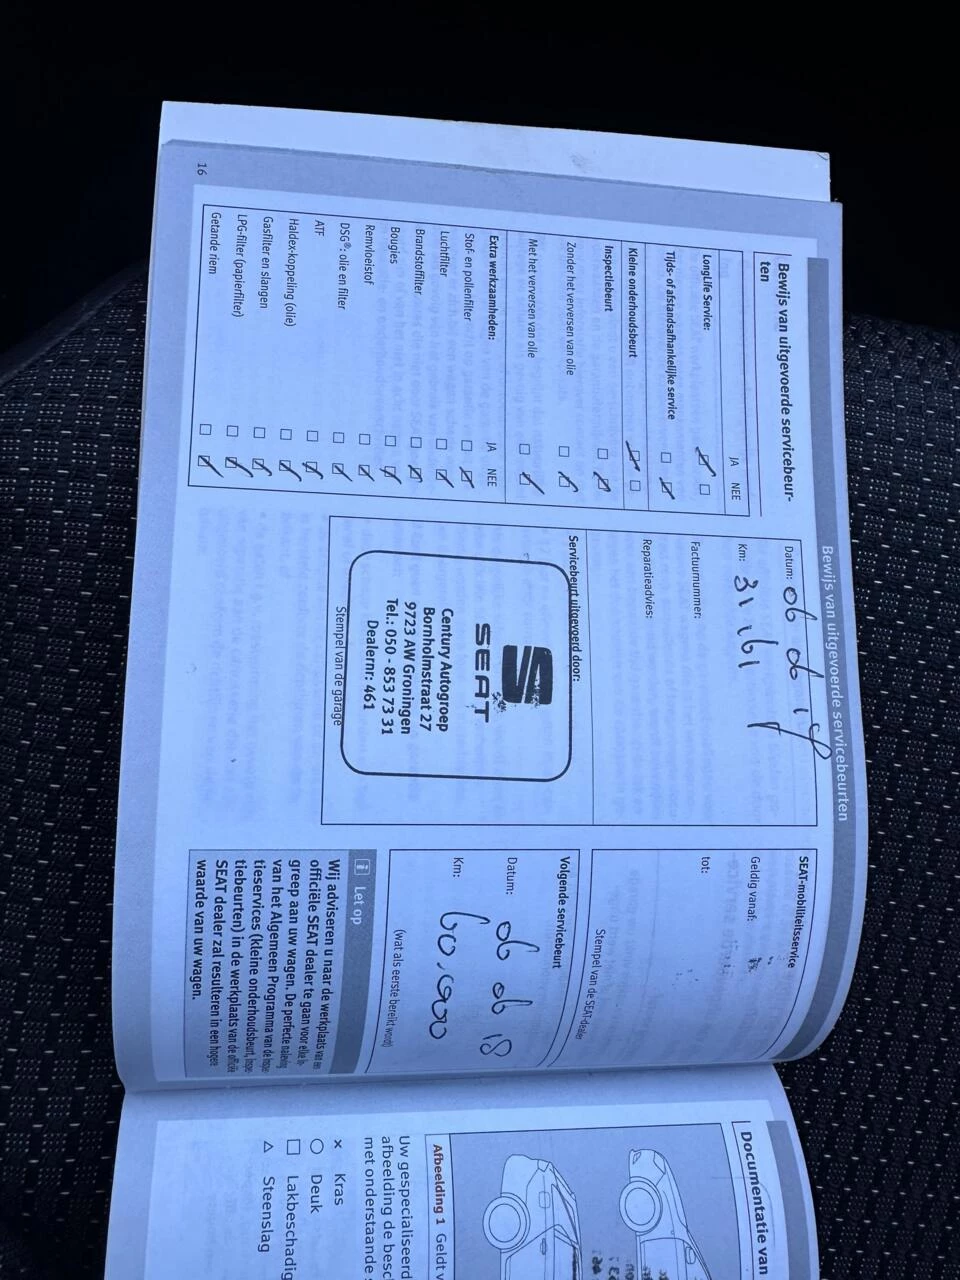 Bewijs van uitgevoerde servicebeurten
Bewijs van uitgevoerde servicebeur-
ten
JA NEE
LongLife Service:
Tijds- of afstandsafhankelijke service
Kleine onderhoudsbeurt
Inspectiebeurt
Zonder het verversen van olie
Met het verversen van olie
Extra werkzaamheden: JA NEE
Stof- en pollenfilter
Luchtfilter
Brandstoffilter
Bougies
Remvloeistof
DSG®: olie en filter
ATF
Haldex-koppeling (olie)
Gasfilter en slangen
LPG-filter (papierfilter)
Getande riem
16
Datum: 06 06
Km: 31.161
Factuurnummer:
Reparatieadvies:
Servicebeurt uitgevoerd door:
SEAT
Century Autogroep
Bornholmstraat 27
9723 AW Groningen
Tel.: 050 - 853 73 31
Dealernr: 461
Stempel van de garage
SEAT-mobiliteitsservice
Geldig vanaf:
tot:
Stempel van de SEAT-dealer
Volgende servicebeurt
Datum: 06 06 18
Km: 60.000
(wat als eerste bereikt wordt)
i Let op
Wij adviseren u naar de werkplaats van een
officiële SEAT dealer te gaan voor elke in-
greep aan uw wagen. De perfecte naleving
van het Algemeen Programma van de inspec-
tieservices (kleine onderhoudsbeurt, inspec-
tiebeurten) in de werkplaats van de officiële
SEAT dealer zal resulteren in een hogere
waarde van uw wagen.
Documentatie van
Afbeelding 1 Geldt v
Uw gespecialiseerd
afbeelding de besc
met onderstaande
× Kras
○ Deuk
□ Lakbeschadig
△ Steenslag